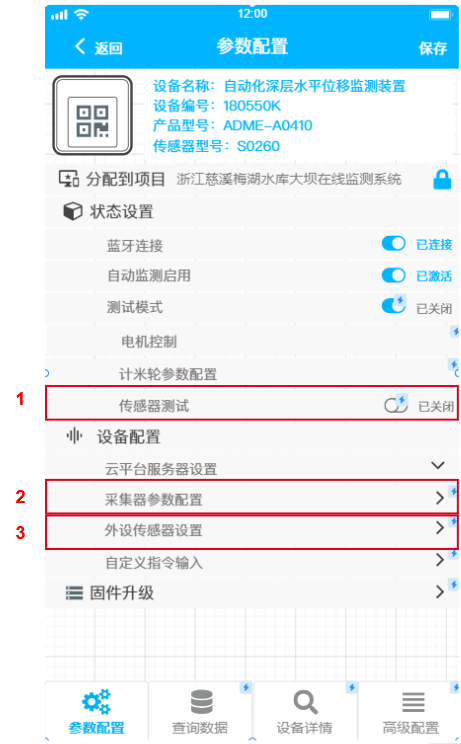 12:00
返回 参数配置 保存
设备名称：自动化深层水平位移监测装置
设备编号：180550K
产品型号：ADME-A0410
传感器型号：S0260
分配到项目 浙江慈溪梅湖水库大坝在线监测系统
状态设置
蓝牙连接 已连接
自动监测启用 已激活
测试模式 已关闭
电机控制
计米轮参数配置
1 传感器测试 已关闭
设备配置
云平台服务器设置
2 采集器参数配置
3 外设传感器设置
自定义指令输入
固件升级
参数配置 查询数据 设备详情 高级配置